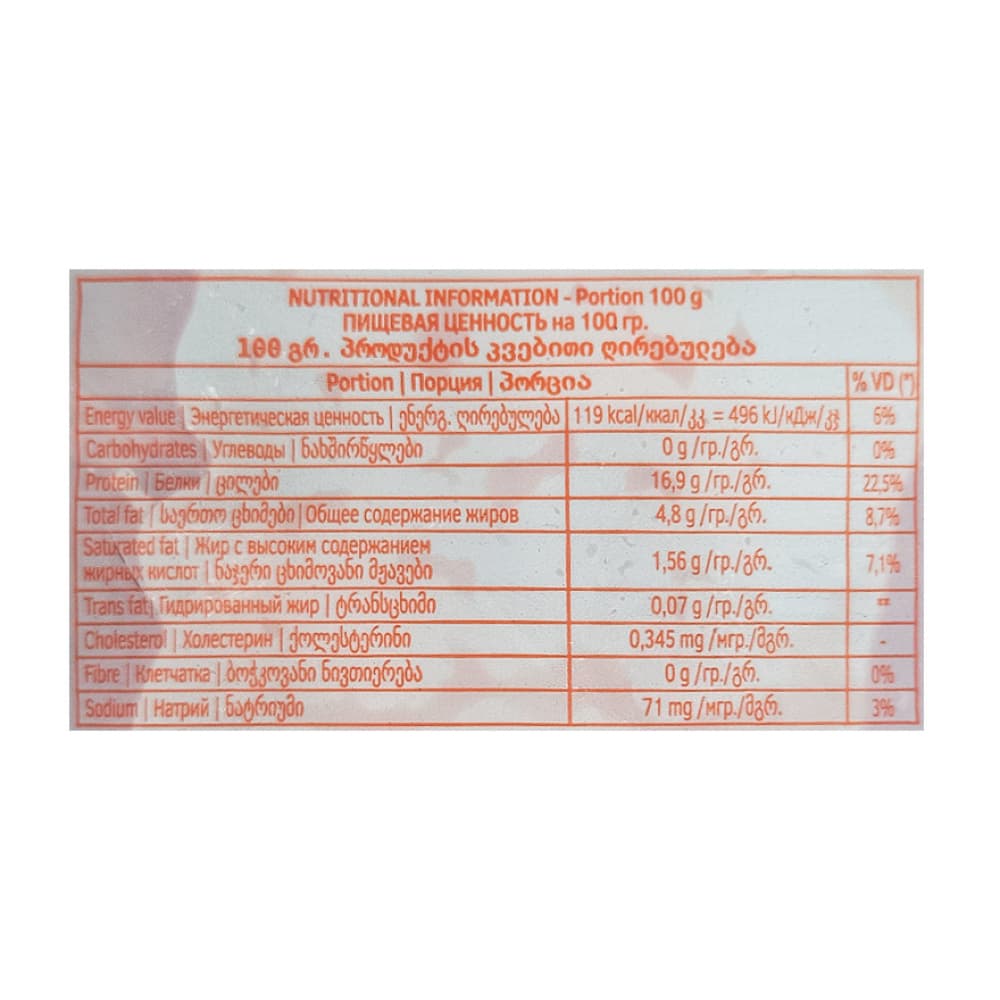 NUTRITIONAL INFORMATION - Portion 100 g
ПИЩЕВАЯ ЦЕННОСТЬ на 100 гр.
100 გრ. პროდუქტის კვებითი ღირებულება
Portion | Порция | პორცია % VD (*)
Energy value | Энергетическая ценность | ენერგ. ღირებულება 119 kcal/ккал/კკ = 496 kJ/кДж/კჯ 6%
Carbohydrates | Углеводы | ნახშირწყლები 0 g /гр./გრ. 0%
Protein | Белки | ცილები 16,9 g /гр./გრ. 22,5%
Total fat | საერთო ცხიმები | Общее содержание жиров 4,8 g /гр./გრ. 8,7%
Saturated fat | Жир с высоким содержанием
жирных кислот | ნაჯერი ცხიმოვანი მჟავები 1,56 g /гр./გრ. 7,1%
Trans fat | Гидрированный жир | ტრანსცხიმი 0,07 g /гр./გრ. **
Cholesterol | Холестерин | ქოლესტერინი 0,345 mg /мгр./მგრ. -
Fibre | Клетчатка | ბოჭკოვანი ნივთიერება 0 g /гр./გრ. 0%
Sodium | Натрий | ნატრიუმი 71 mg /мгр./მგრ. 3%